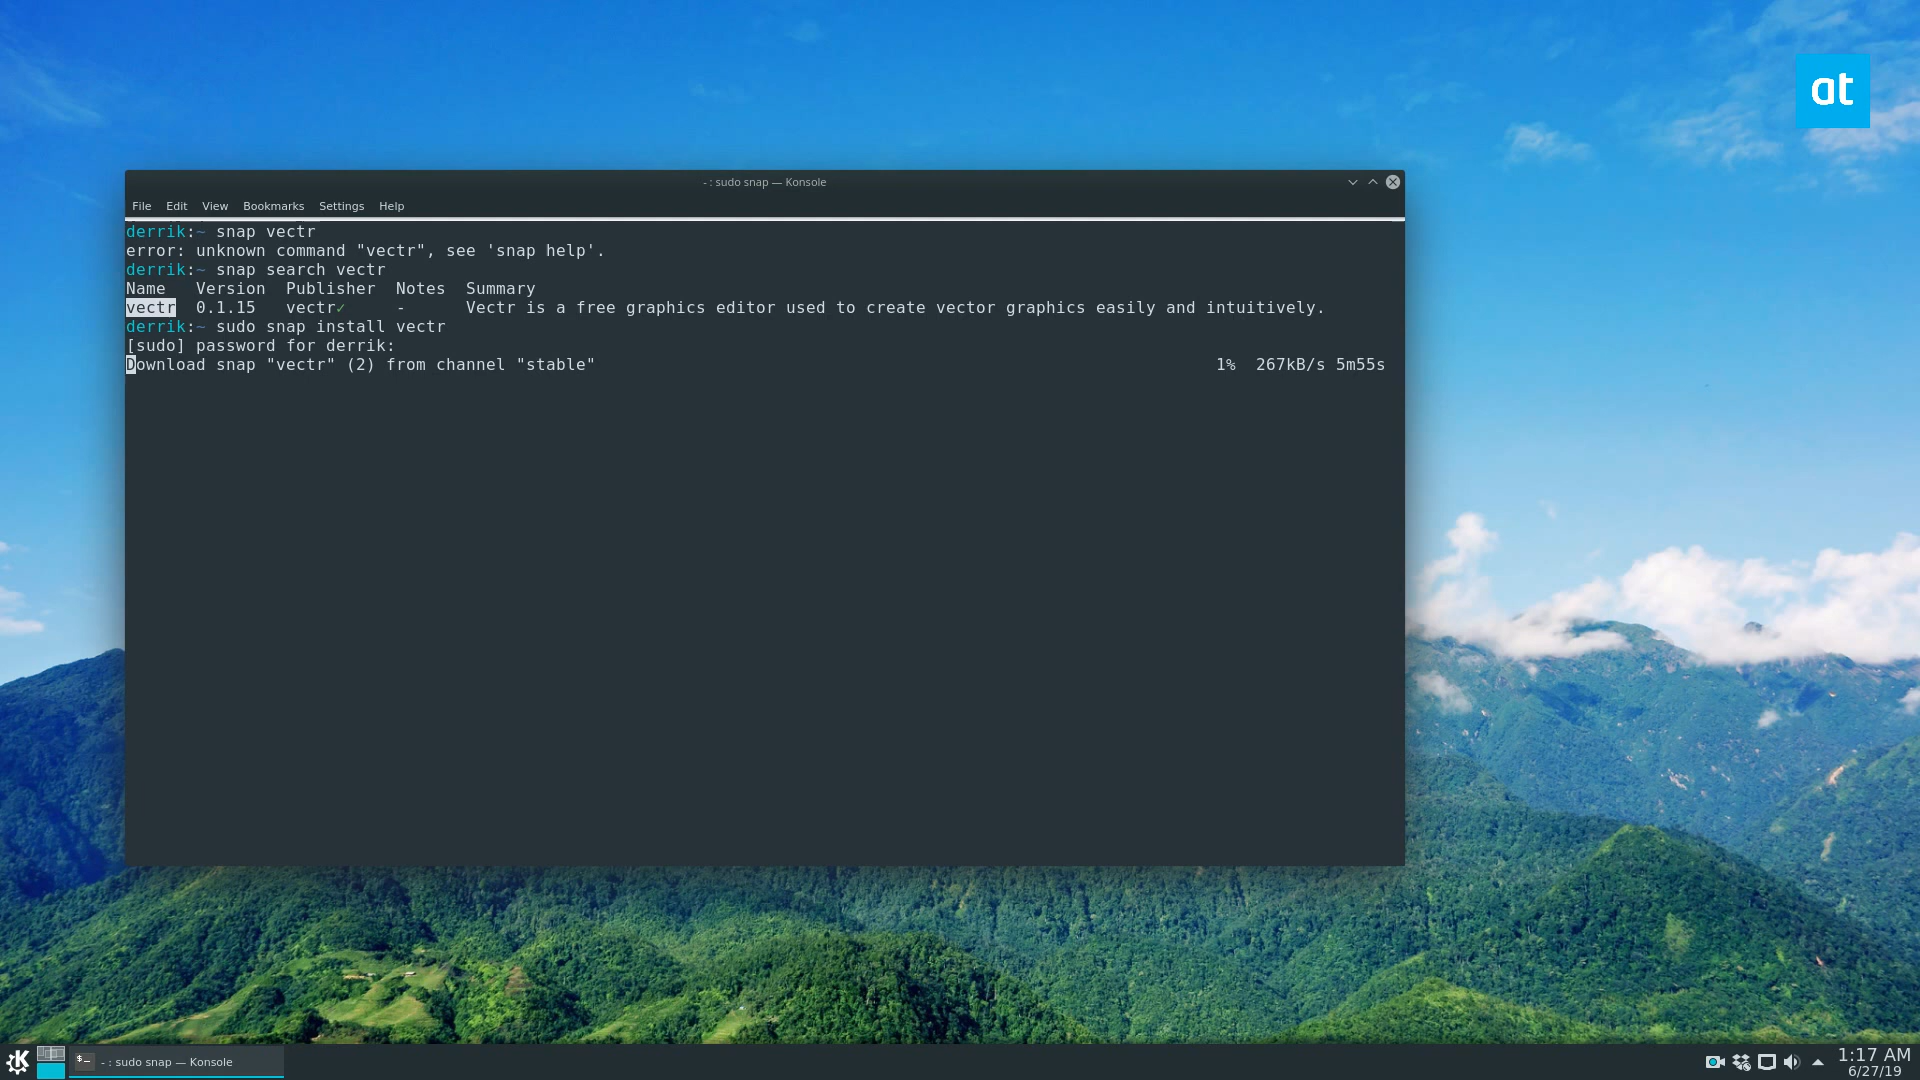 at
- : sudo snap — Konsole
File Edit View Bookmarks Settings Help
derrik:~ snap vectr
error: unknown command "vectr", see 'snap help'.
derrik:~ snap search vectr
Name Version Publisher Notes Summary
vectr 0.1.15 vectr✓ - Vectr is a free graphics editor used to create vector graphics easily and intuitively.
derrik:~ sudo snap install vectr
[sudo] password for derrik:
Download snap "vectr" (2) from channel "stable" 1% 267kB/s 5m55s
- : sudo snap — Konsole
1:17 AM
6/27/19